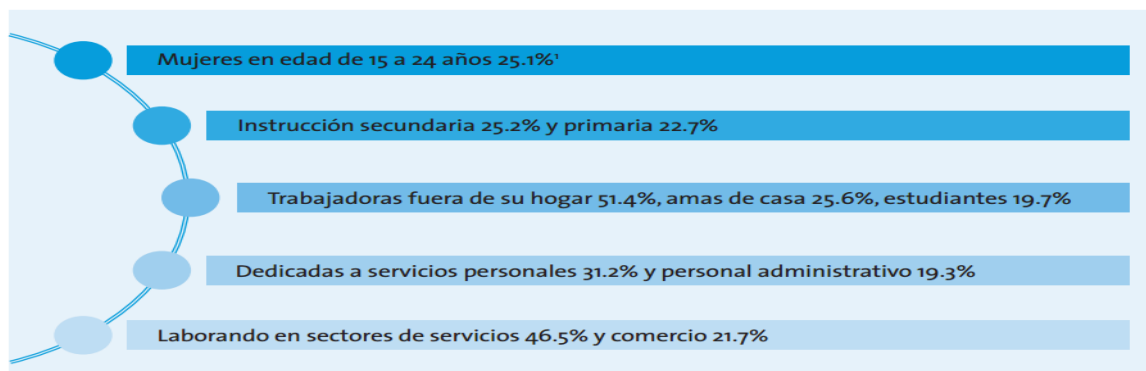 Mujeres en edad de 15 a 24 años 25.1%¹
Instrucción secundaria 25.2% y primaria 22.7%
Trabajadoras fuera de su hogar 51.4%, amas de casa 25.6%, estudiantes 19.7%
Dedicadas a servicios personales 31.2% y personal administrativo 19.3%
Laborando en sectores de servicios 46.5% y comercio 21.7%